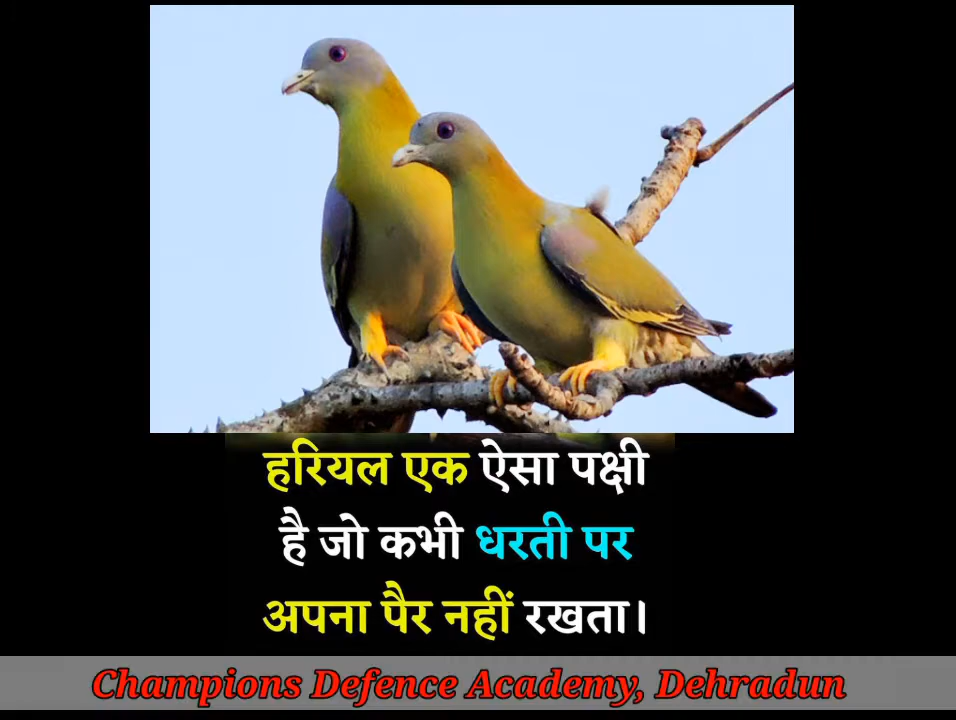 हरियल एक ऐसा पक्षी
है जो कभी धरती पर
अपना पैर नहीं रखता।
Champions Defence Academy, Dehradun